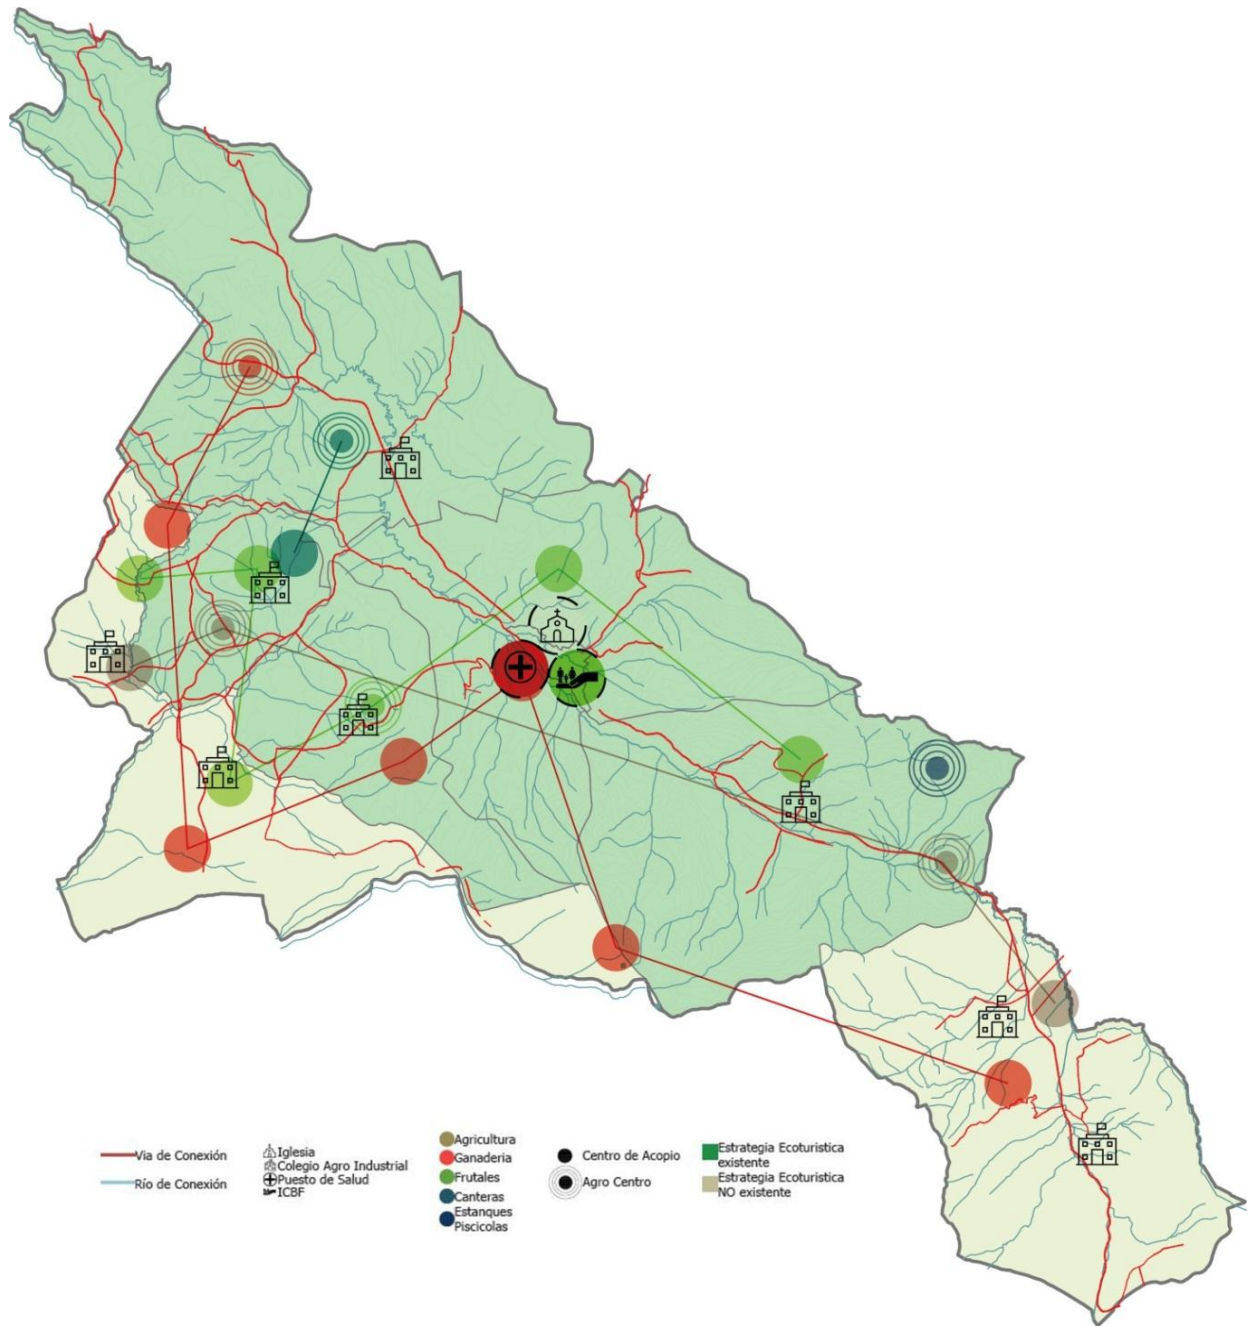 Via de Conexión
Río de Conexión
Iglesia
Colegio Agro Industrial
Puesto de Salud
ICBF
Agricultura
Ganaderia
Frutales
Canteras
Estanques
Piscicolas
Centro de Acopio
Agro Centro
Estrategia Ecoturistica
existente
Estrategia Ecoturistica
NO existente